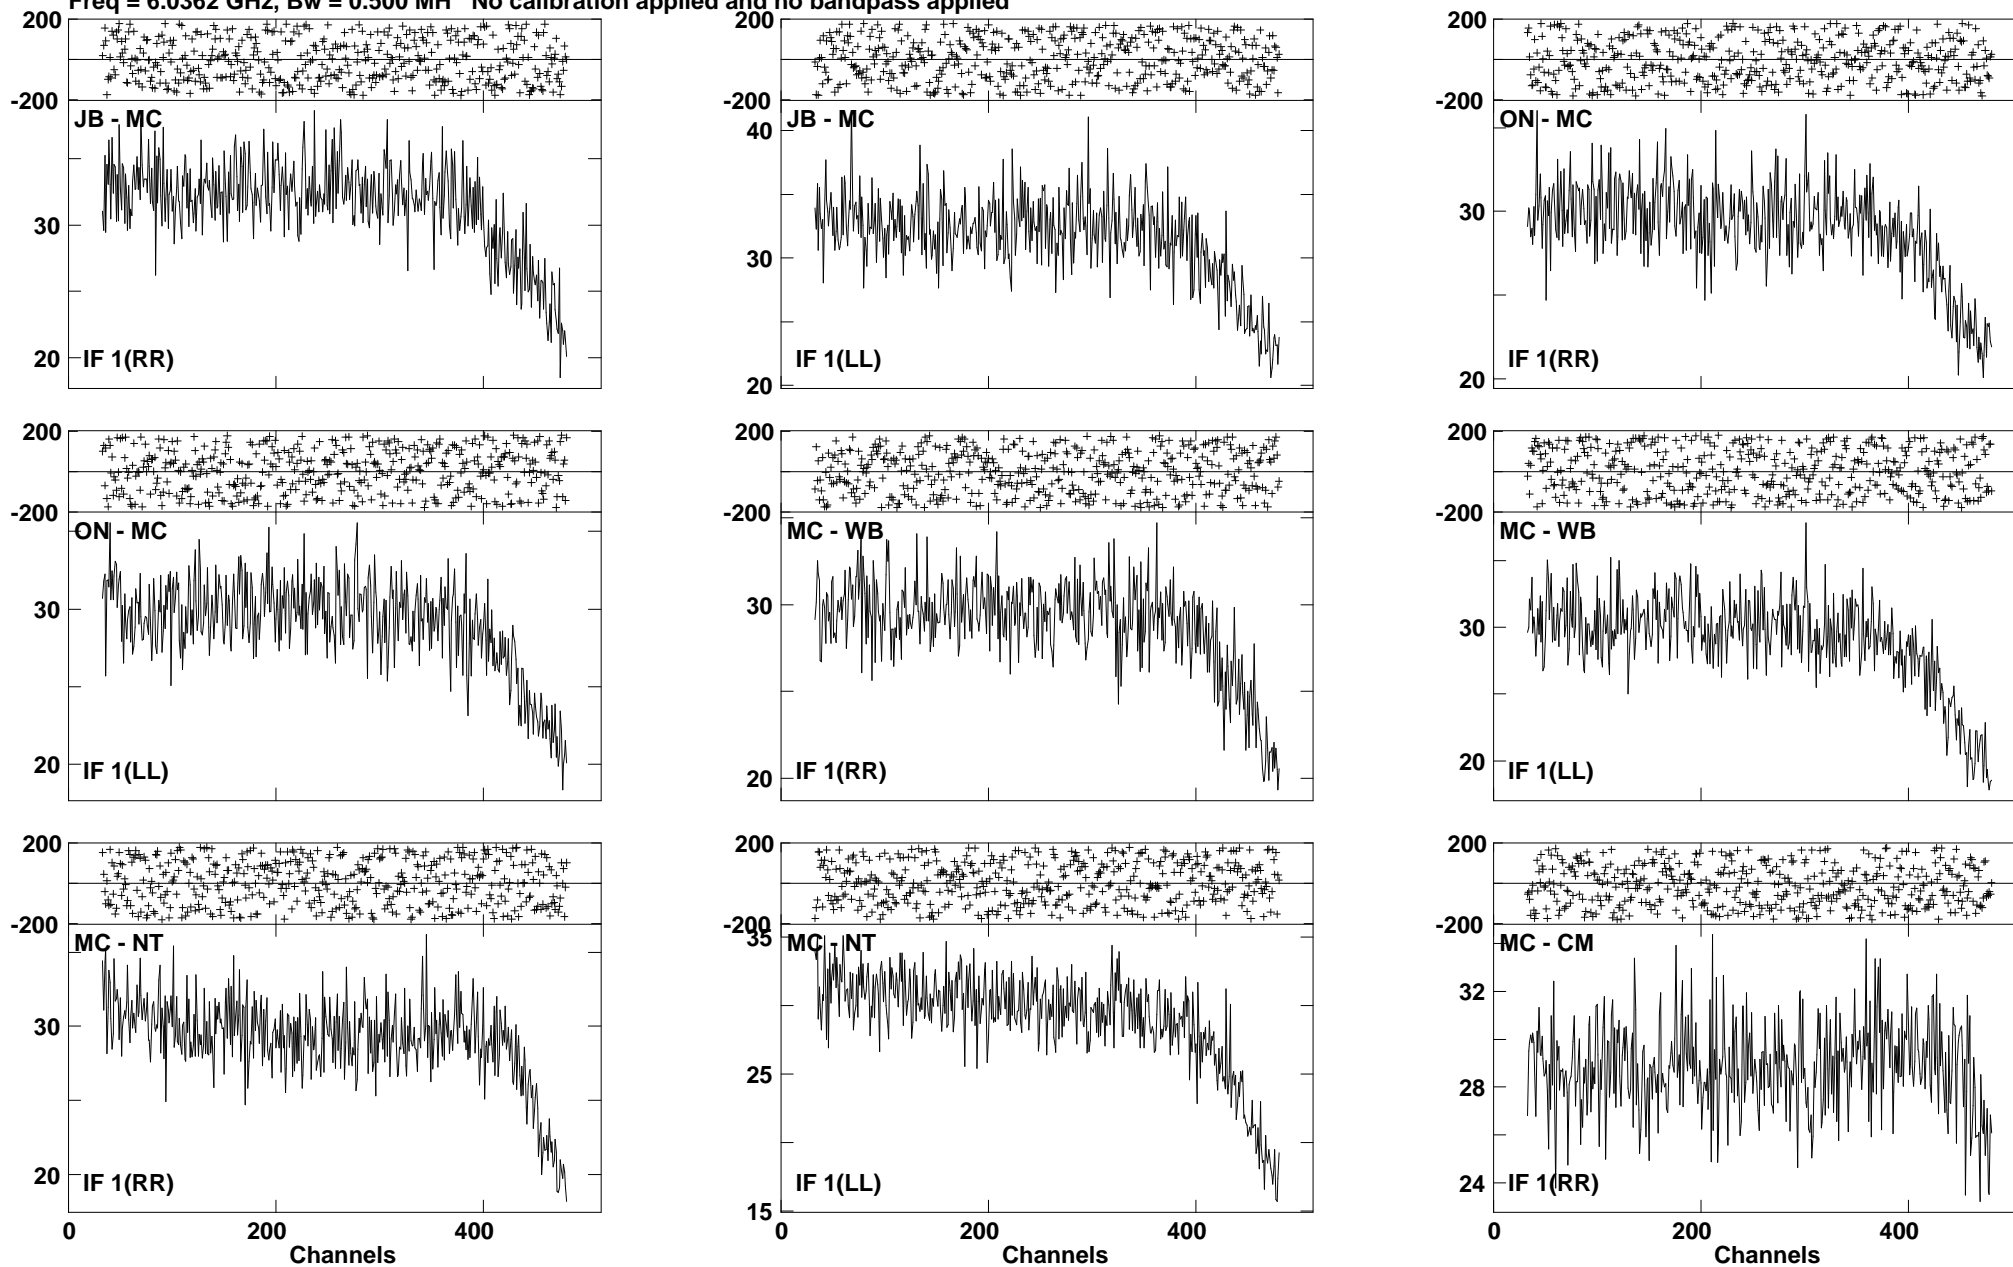 Freq = 6.0362 GHz, Bw = 0.500 MH No calibration applied and no bandpass applied
200
-200
JB - MC
30
20
IF 1(RR)
200
-200
JB - MC
40
30
20
IF 1(LL)
200
-200
ON - MC
30
20
IF 1(RR)
200
-200
ON - MC
30
20
IF 1(LL)
200
-200
MC - WB
30
20
IF 1(RR)
200
-200
MC - WB
30
20
IF 1(LL)
200
-200
MC - NT
30
20
IF 1(RR)
0 200 400
Channels
200
-200
35
MC - NT
25
15
IF 1(LL)
0 200 400
Channels
200
-200
MC - CM
32
28
24
IF 1(RR)
0 200 400
Channels